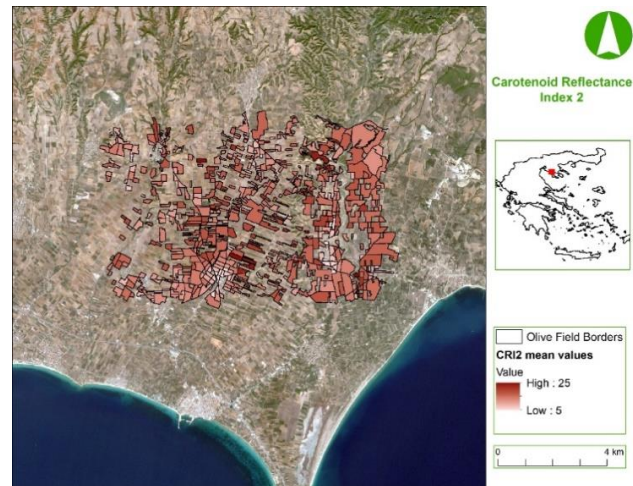 Carotenoid Reflectance
Index 2
Olive Field Borders
CRI2 mean values
Value
High : 25
Low : 5
0 4 km